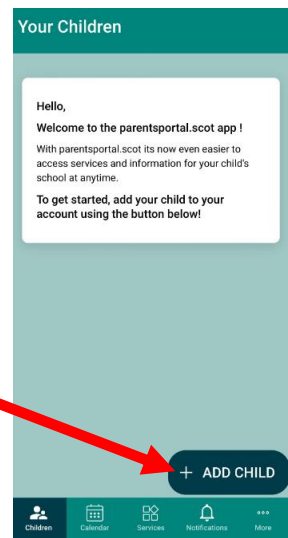 Your Children
Hello,
Welcome to the parentsportal.scot app !
With parentsportal.scot its now even easier to
access services and information for your child's
school at anytime.
To get started, add your child to your
account using the button below!
+ ADD CHILD
Children Calendar Services Notifications More